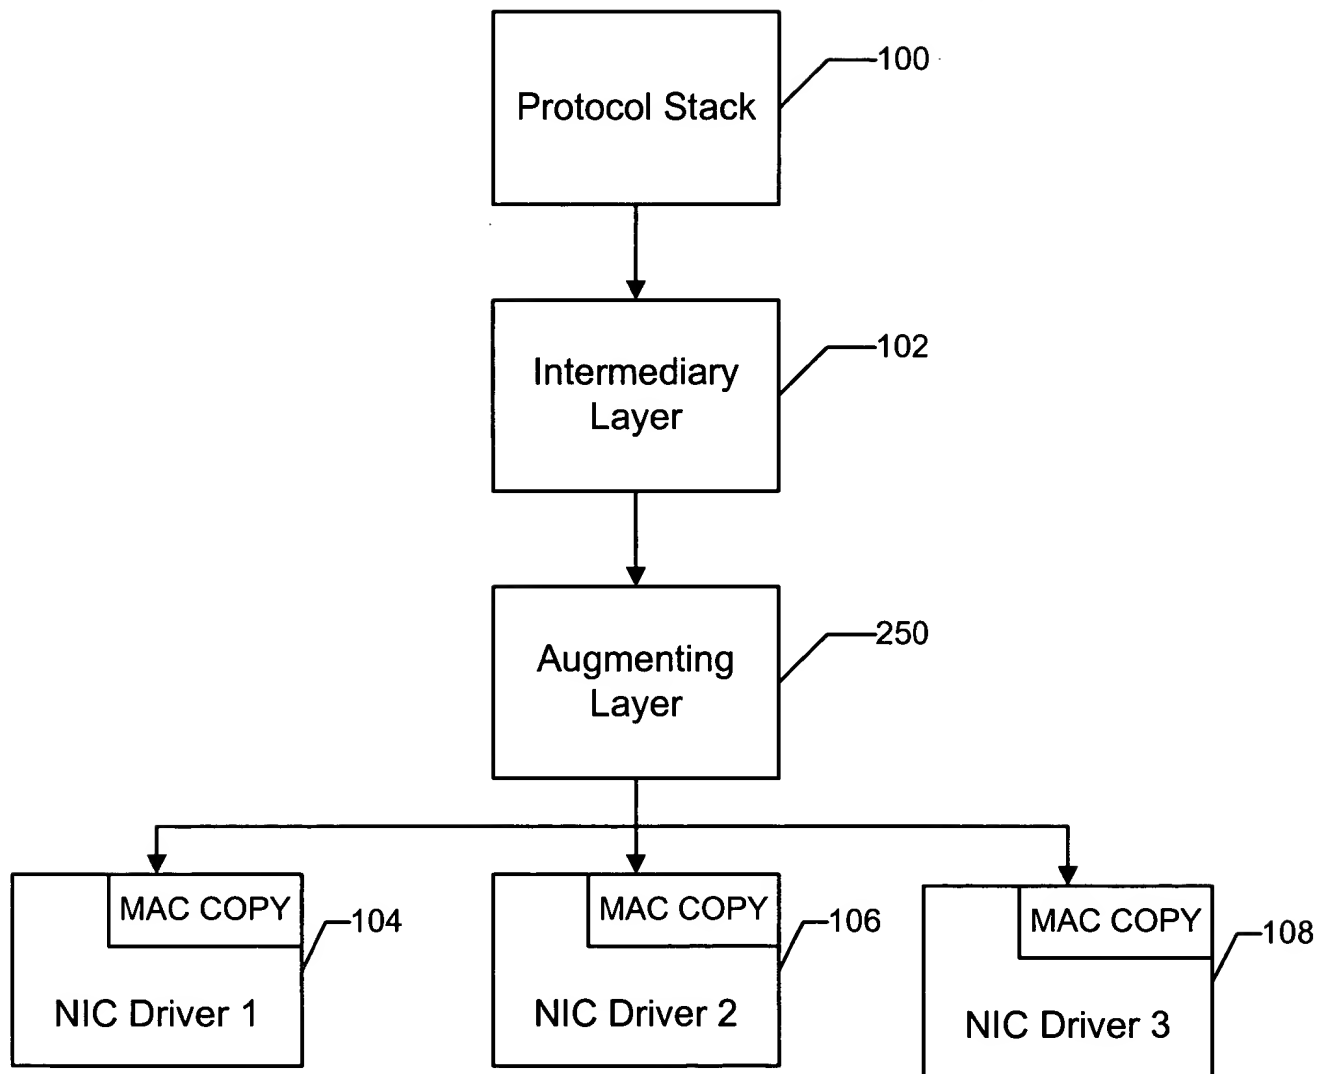 Protocol Stack
100
Intermediary
Layer
102
Augmenting
Layer
250
MAC COPY
104
NIC Driver 1
MAC COPY
106
NIC Driver 2
MAC COPY
108
NIC Driver 3